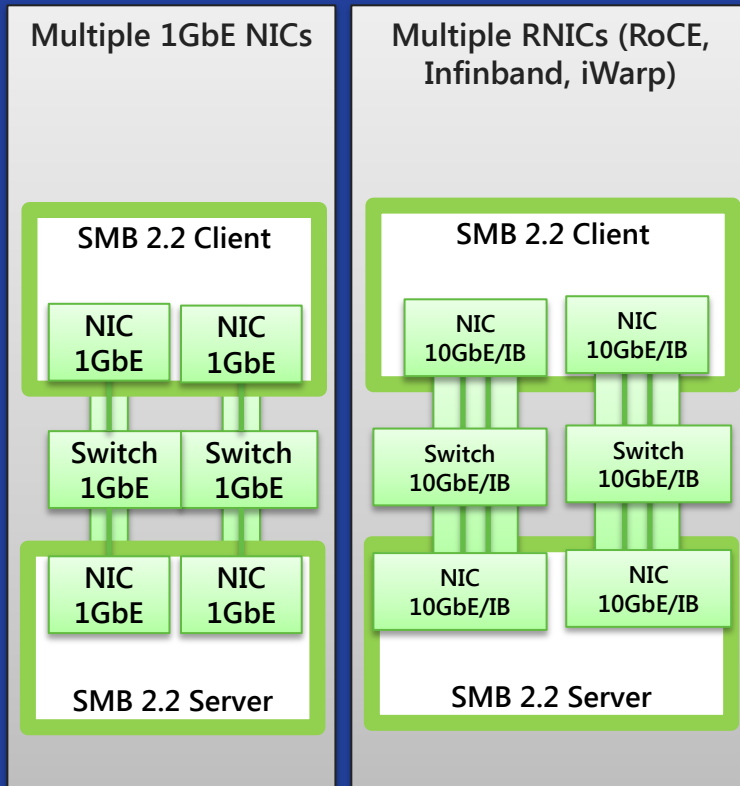 Multiple 1GbE NICs
SMB 2.2 Client
NIC
1GbE
NIC
1GbE
Switch
1GbE
Switch
1GbE
NIC
1GbE
NIC
1GbE
SMB 2.2 Server
Multiple RNICs (RoCE,
Infinband, iWarp)
SMB 2.2 Client
NIC
10GbE/IB
NIC
10GbE/IB
Switch
10GbE/IB
Switch
10GbE/IB
NIC
10GbE/IB
NIC
10GbE/IB
SMB 2.2 Server